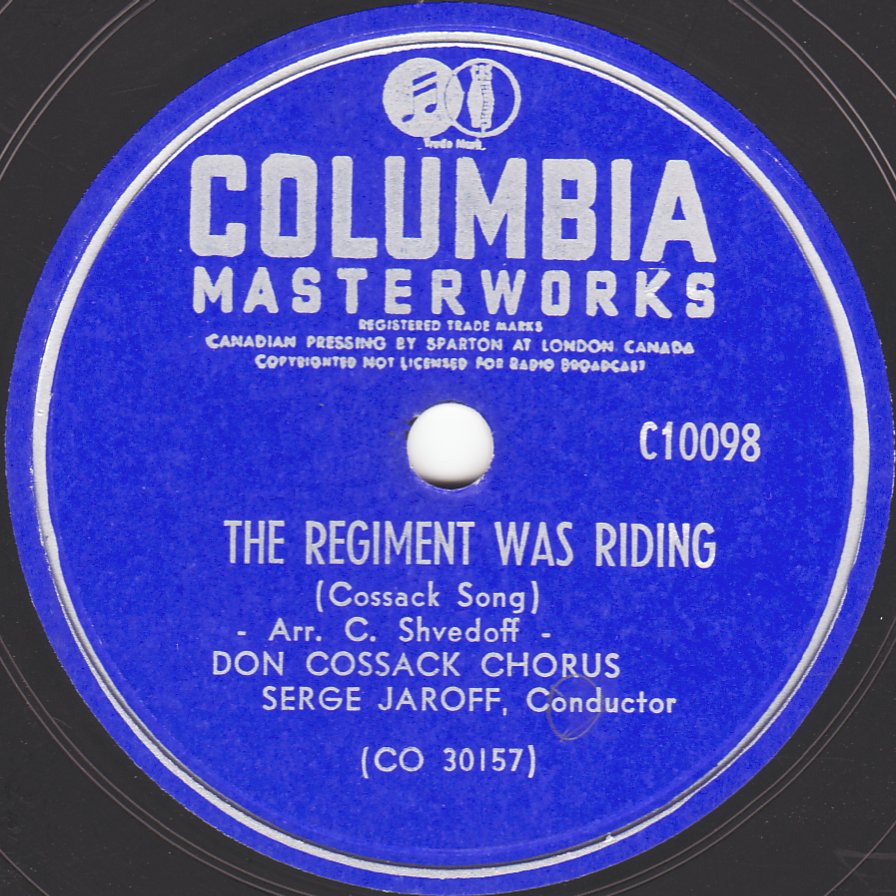 Trade Mark
COLUMBIA
MASTERWORKS
REGISTERED TRADE MARKS
CANADIAN PRESSING BY SPARTON AT LONDON CANADA
COPYRIGHTED NOT LICENSED FOR RADIO BROADCAST
C10098
THE REGIMENT WAS RIDING
(Cossack Song)
- Arr. C. Shvedoff -
DON COSSACK CHORUS
SERGE JAROFF, Conductor
(CO 30157)